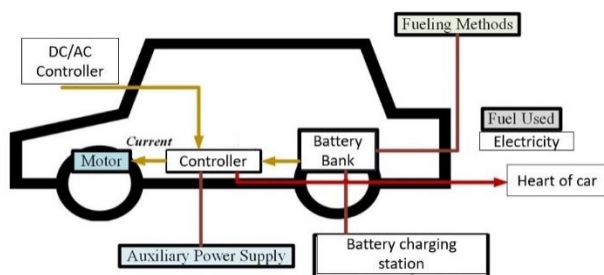 Fueling Methods
DC/AC
Controller
Fuel Used
Electricity
Current
Battery
Bank
Motor
Controller
Heart of car
Auxiliary Power Supply
Battery charging
station